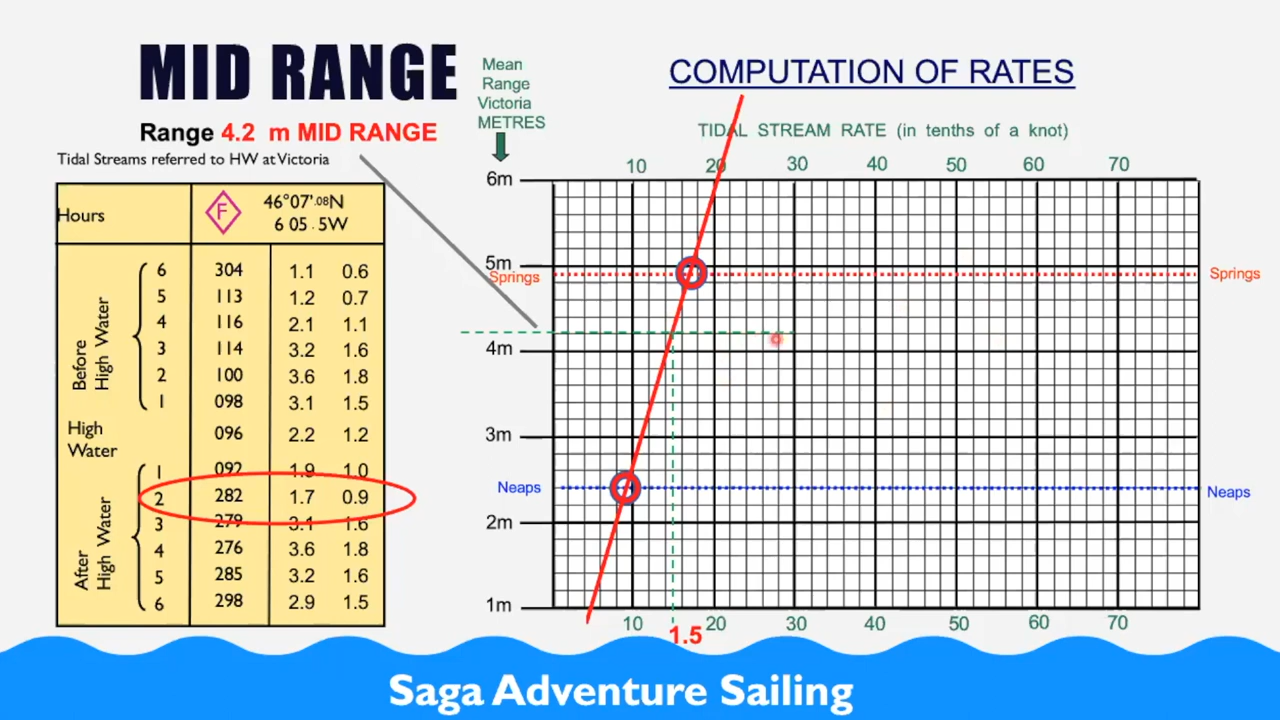 MID RANGE
Range 4.2 m MID RANGE
Tidal Streams referred to HW at Victoria
Hours F 46°07'.08N
6 05 . 5W
Before High Water
6 304 1.1 0.6
5 113 1.2 0.7
4 116 2.1 1.1
3 114 3.2 1.6
2 100 3.6 1.8
1 098 3.1 1.5
High Water 096 2.2 1.2
After High Water
1 092 1.9 1.0
2 282 1.7 0.9
3 279 3.1 1.6
4 276 3.6 1.8
5 285 3.2 1.6
6 298 2.9 1.5
Mean
Range
Victoria
METRES
COMPUTATION OF RATES
TIDAL STREAM RATE (in tenths of a knot)
10 20 30 40 50 60 70
6m
5m
Springs Springs
4m
3m
Neaps Neaps
2m
1m
10 20 30 40 50 60 70
1.5
Saga Adventure Sailing